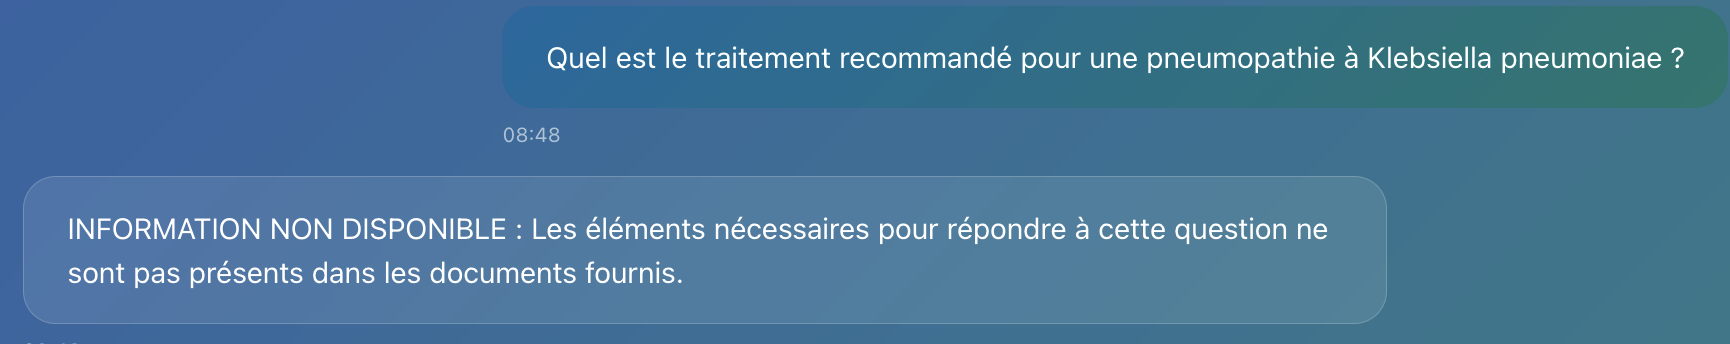 Quel est le traitement recommandé pour une pneumopathie à Klebsiella pneumoniae ?
08:48
INFORMATION NON DISPONIBLE : Les éléments nécessaires pour répondre à cette question ne
sont pas présents dans les documents fournis.